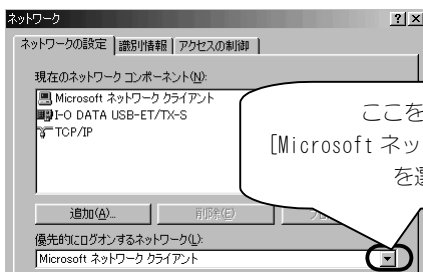 ネットワーク
ネットワークの設定 識別情報 アクセスの制御
現在のネットワーク コンポーネント(N):
Microsoft ネットワーク クライアント
I-O DATA USB-ET/TX-S
TCP/IP
ここを
[Microsoft ネッ
を選
追加(A)... 削除(E)
優先的にログオンするネットワーク(L):
Microsoft ネットワーク クライアント